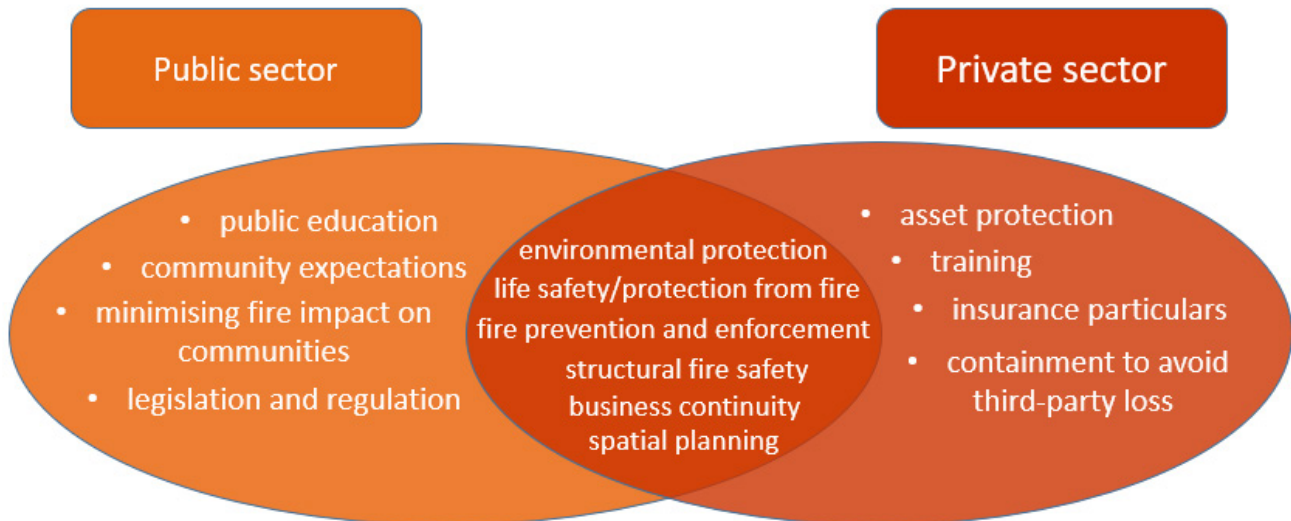 Public sector
Private sector
• public education
• community expectations
• minimising fire impact on
communities
• legislation and regulation
environmental protection
life safety/protection from fire
fire prevention and enforcement
structural fire safety
business continuity
spatial planning
• asset protection
• training
• insurance particulars
• containment to avoid
third-party loss